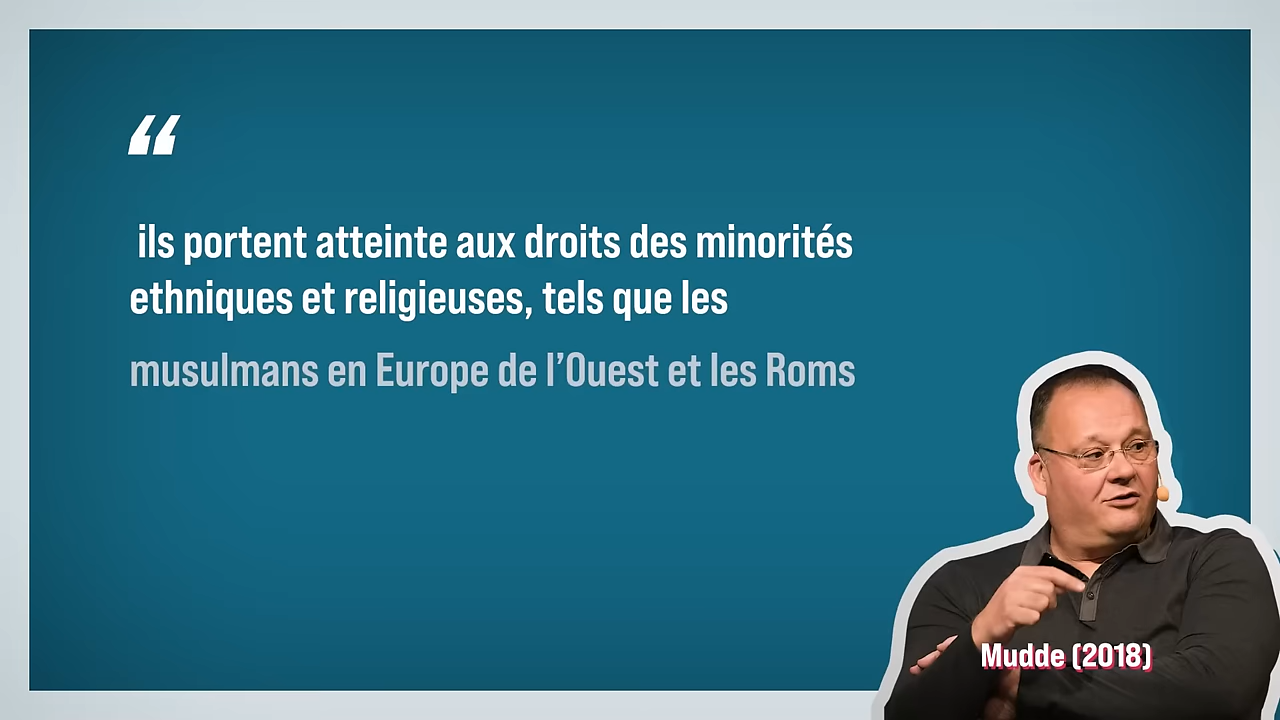 “
ils portent atteinte aux droits des minorités
ethniques et religieuses, tels que les
musulmans en Europe de l’Ouest et les Roms
Mudde (2018)